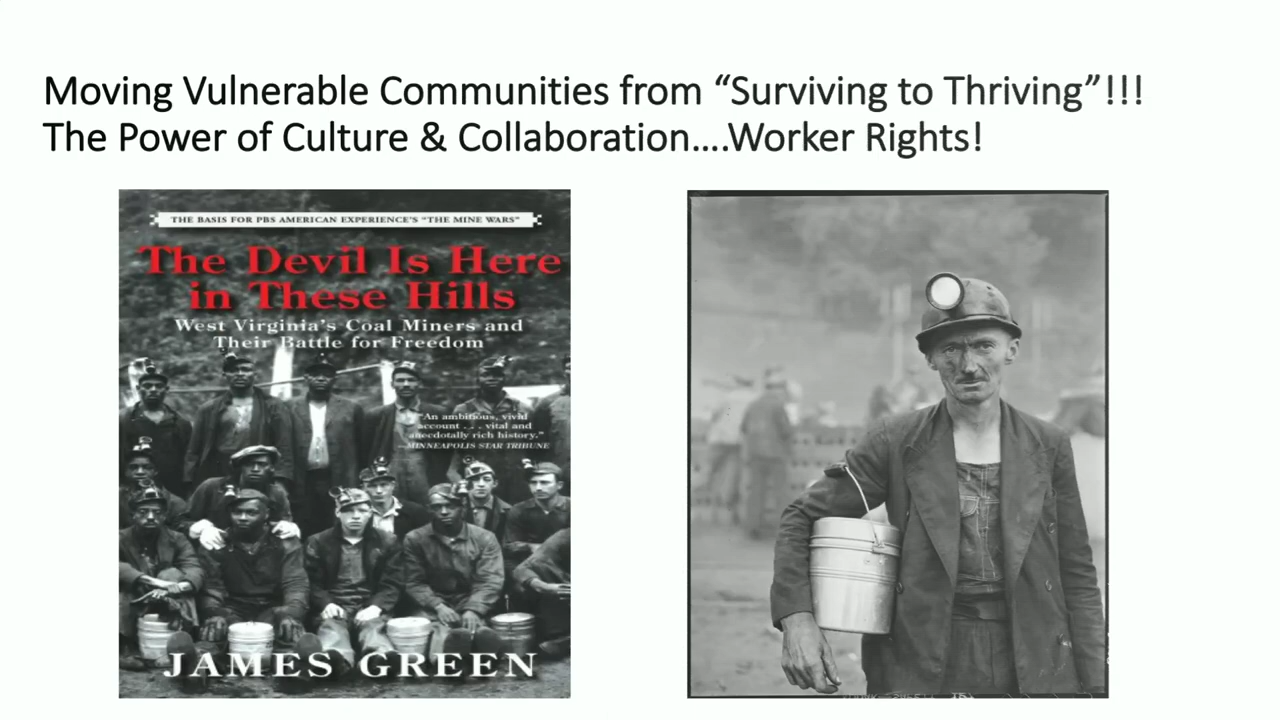 Moving Vulnerable Communities from “Surviving to Thriving”!!!
The Power of Culture & Collaboration....Worker Rights!
THE BASIS FOR PBS AMERICAN EXPERIENCE'S "THE MINE WARS"
The Devil Is Here
in These Hills
West Virginia's Coal Miners and
Their Battle for Freedom
"An ambitious, vivid
account . . . vital and
anecdotally rich history."
—MINNEAPOLIS STAR TRIBUNE
JAMES GREEN